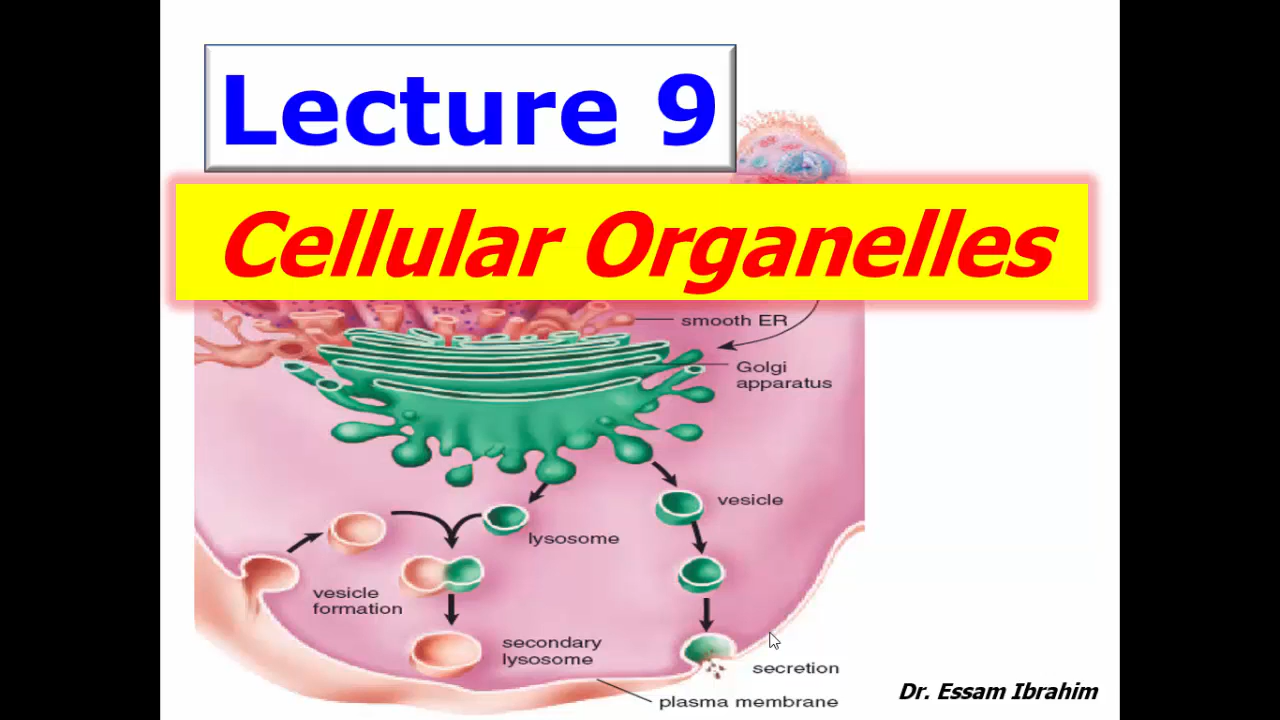 Lecture 9
Cellular Organelles
smooth ER
Golgi
apparatus
vesicle
lysosome
vesicle
formation
secondary
lysosome
secretion
plasma membrane
Dr. Essam Ibrahim